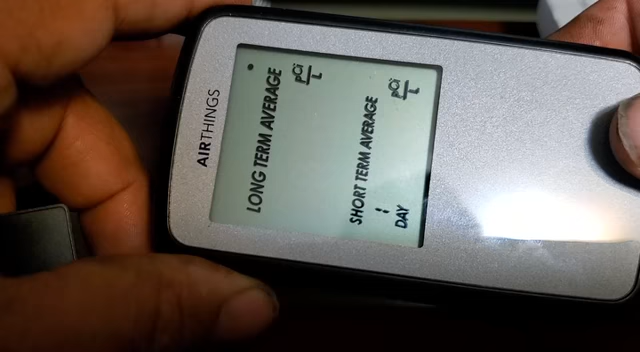 AIRTHINGS
LONG TERM AVERAGE
pCi
L
SHORT TERM AVERAGE
pCi
L
1
DAY